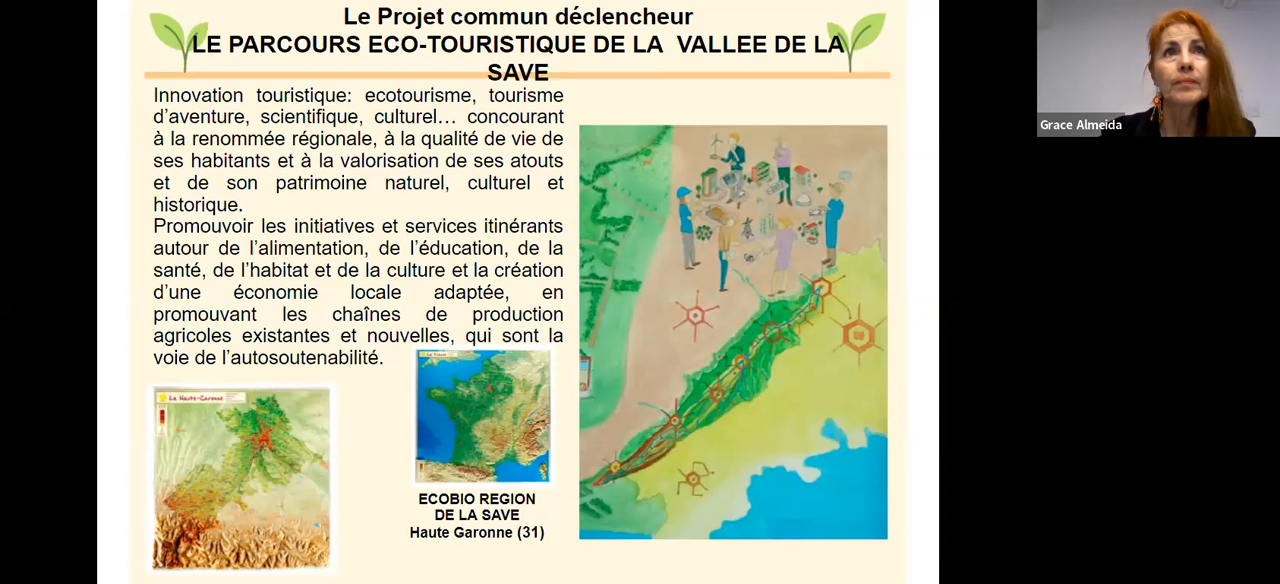 Le Projet commun déclencheur
LE PARCOURS ECO-TOURISTIQUE DE LA VALLEE DE LA
SAVE
Innovation touristique: ecotourisme, tourisme
d’aventure, scientifique, culturel… concourant
à la renommée régionale, à la qualité de vie de
ses habitants et à la valorisation de ses atouts
et de son patrimoine naturel, culturel et
historique.
Promouvoir les initiatives et services itinérants
autour de l’alimentation, de l’éducation, de la
santé, de l’habitat et de la culture et la création
d’une économie locale adaptée, en
promouvant les chaînes de production
agricoles existantes et nouvelles, qui sont la
voie de l’autosoutenabilité.
La Haute-Garonne
ECOBIO REGION
DE LA SAVE
Haute Garonne (31)
Grace Almeida